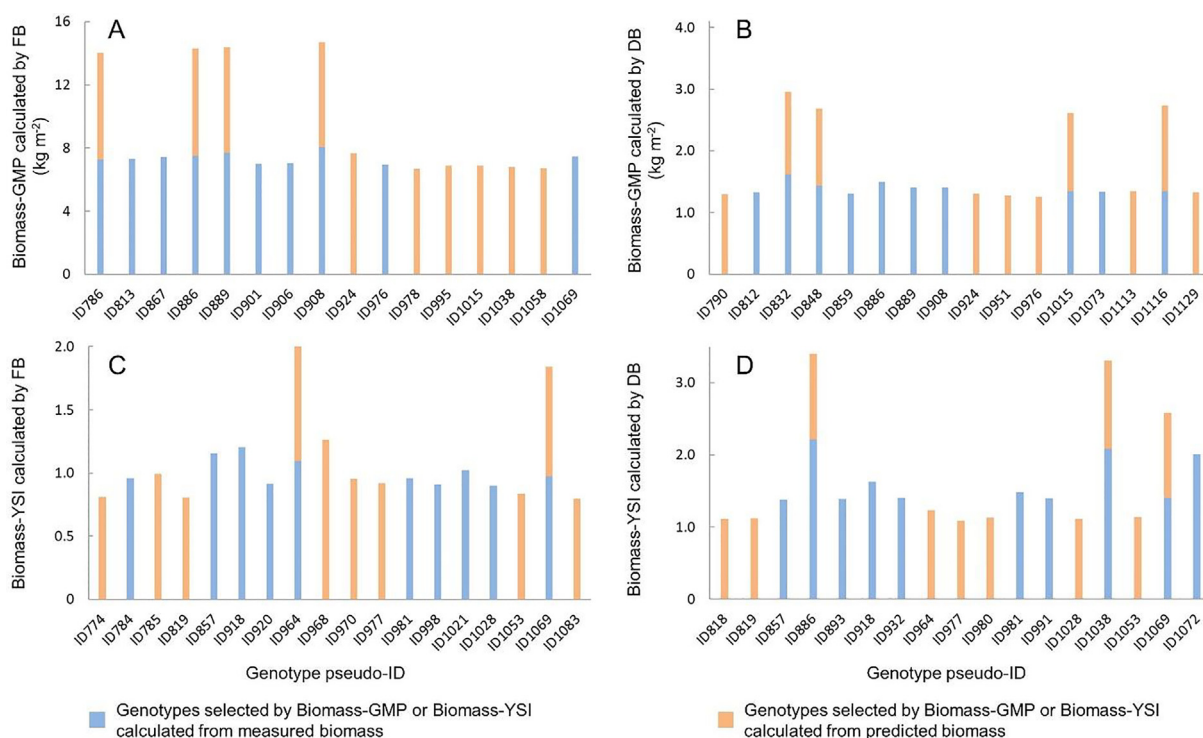 A
Biomass-GMP calculated by FB
(kg m-2)
16
12
8
4
0
ID786 ID813 ID867 ID886 ID889 ID901 ID906 ID908 ID924 ID976 ID978 ID995 ID1015 ID1038 ID1058 ID1069
B
Biomass-GMP calculated by DB
(kg m-2)
4.0
3.0
2.0
1.0
0
ID790 ID812 ID832 ID848 ID859 ID886 ID889 ID908 ID924 ID951 ID976 ID1015 ID1073 ID1113 ID1116 ID1129
C
Biomass-YSI calculated by FB
2.0
1.5
1.0
0.5
0
ID774 ID784 ID785 ID819 ID857 ID918 ID920 ID964 ID968 ID970 ID977 ID981 ID998 ID1021 ID1028 ID1053 ID1069 ID1083
Genotype pseudo-ID
D
Biomass-YSI calculated by DB
3.0
2.0
1.0
0
ID818 ID819 ID857 ID886 ID893 ID918 ID932 ID964 ID977 ID980 ID981 ID991 ID1028 ID1038 ID1053 ID1069 ID1072
Genotype pseudo-ID
Genotypes selected by Biomass-GMP or Biomass-YSI
calculated from measured biomass
Genotypes selected by Biomass-GMP or Biomass-YSI
calculated from predicted biomass